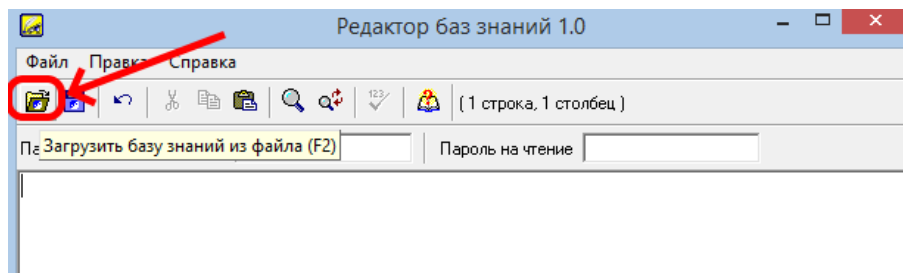 Редактор баз знаний 1.0
Файл Правка Справка
123
( 1 строка, 1 столбец )
Загрузить базу знаний из файла (F2)
Пароль на чтение